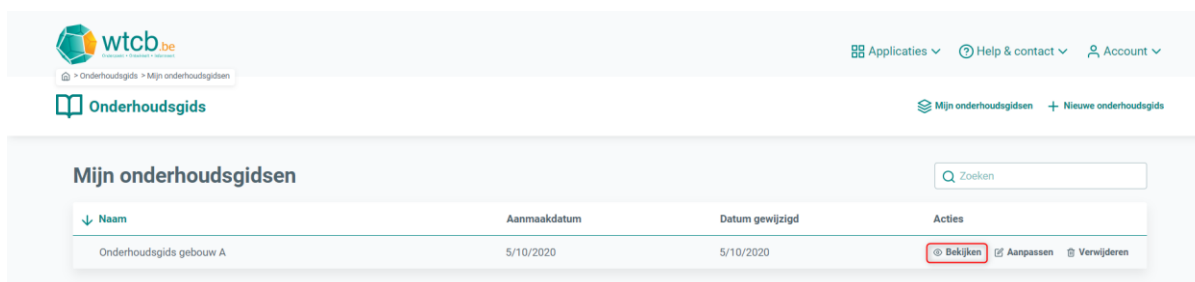 wtcb.be
Applicaties Help & contact Account
> Onderhoudsgids > Mijn onderhoudsgidsen
Onderhoudsgids
Mijn onderhoudsgidsen + Nieuwe onderhoudsgids
Mijn onderhoudsgidsen
Zoeken
Naam Aanmaakdatum Datum gewijzigd Acties
Onderhoudsgids gebouw A 5/10/2020 5/10/2020 Bekijken Aanpassen Verwijderen